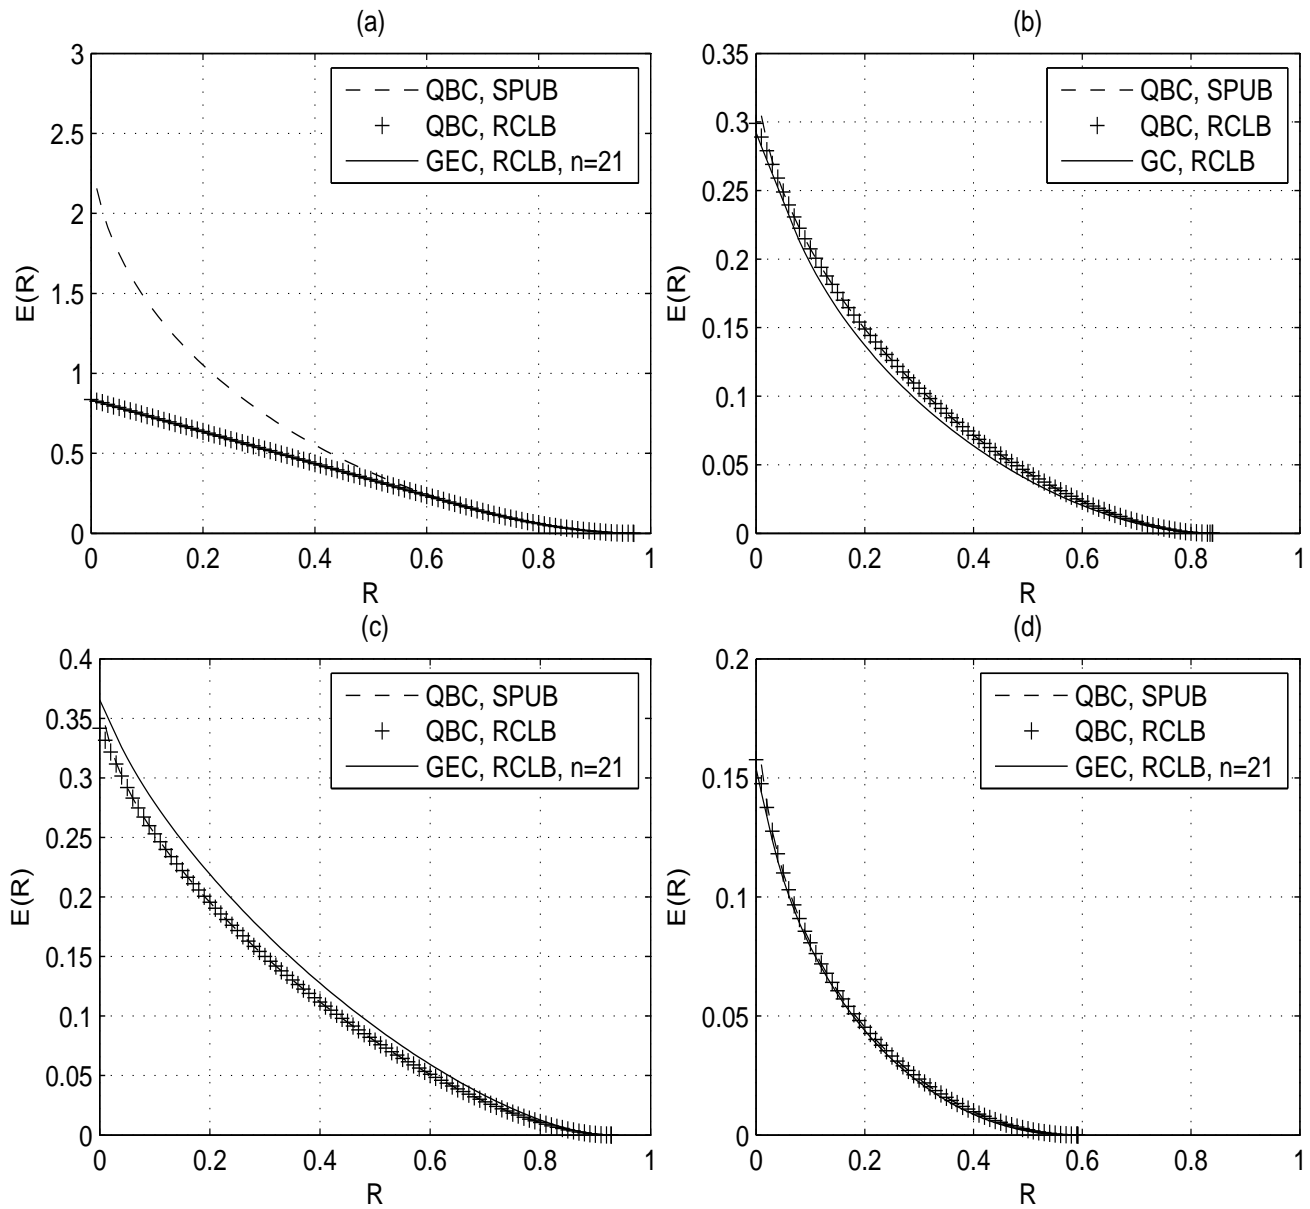 (a)
3
2.5
2
1.5
1
0.5
0
E(R)
QBC, SPUB
QBC, RCLB
GEC, RCLB, n=21
0 0.2 0.4 0.6 0.8 1
R
(b)
0.35
0.3
0.25
0.2
0.15
0.1
0.05
0
E(R)
QBC, SPUB
QBC, RCLB
GC, RCLB
0 0.2 0.4 0.6 0.8 1
R
(c)
0.4
0.35
0.3
0.25
0.2
0.15
0.1
0.05
0
E(R)
QBC, SPUB
QBC, RCLB
GEC, RCLB, n=21
0 0.2 0.4 0.6 0.8 1
R
(d)
0.2
0.15
0.1
0.05
0
E(R)
QBC, SPUB
QBC, RCLB
GEC, RCLB, n=21
0 0.2 0.4 0.6 0.8 1
R